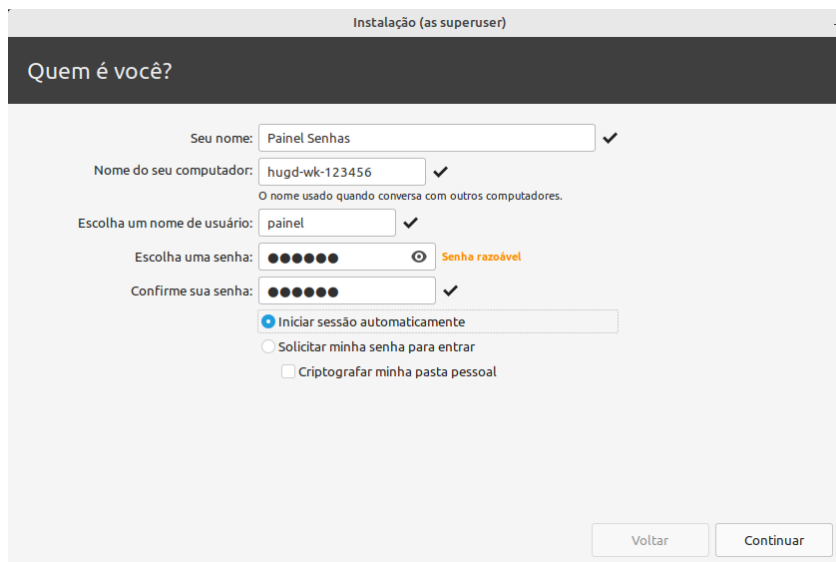 Instalação (as superuser)
Quem é você?
Seu nome: Painel Senhas
Nome do seu computador: hugd-wk-123456
O nome usado quando conversa com outros computadores.
Escolha um nome de usuário: painel
Escolha uma senha: ●●●●●● Senha razoável
Confirme sua senha: ●●●●●●
Iniciar sessão automaticamente
Solicitar minha senha para entrar
Criptografar minha pasta pessoal
Voltar Continuar